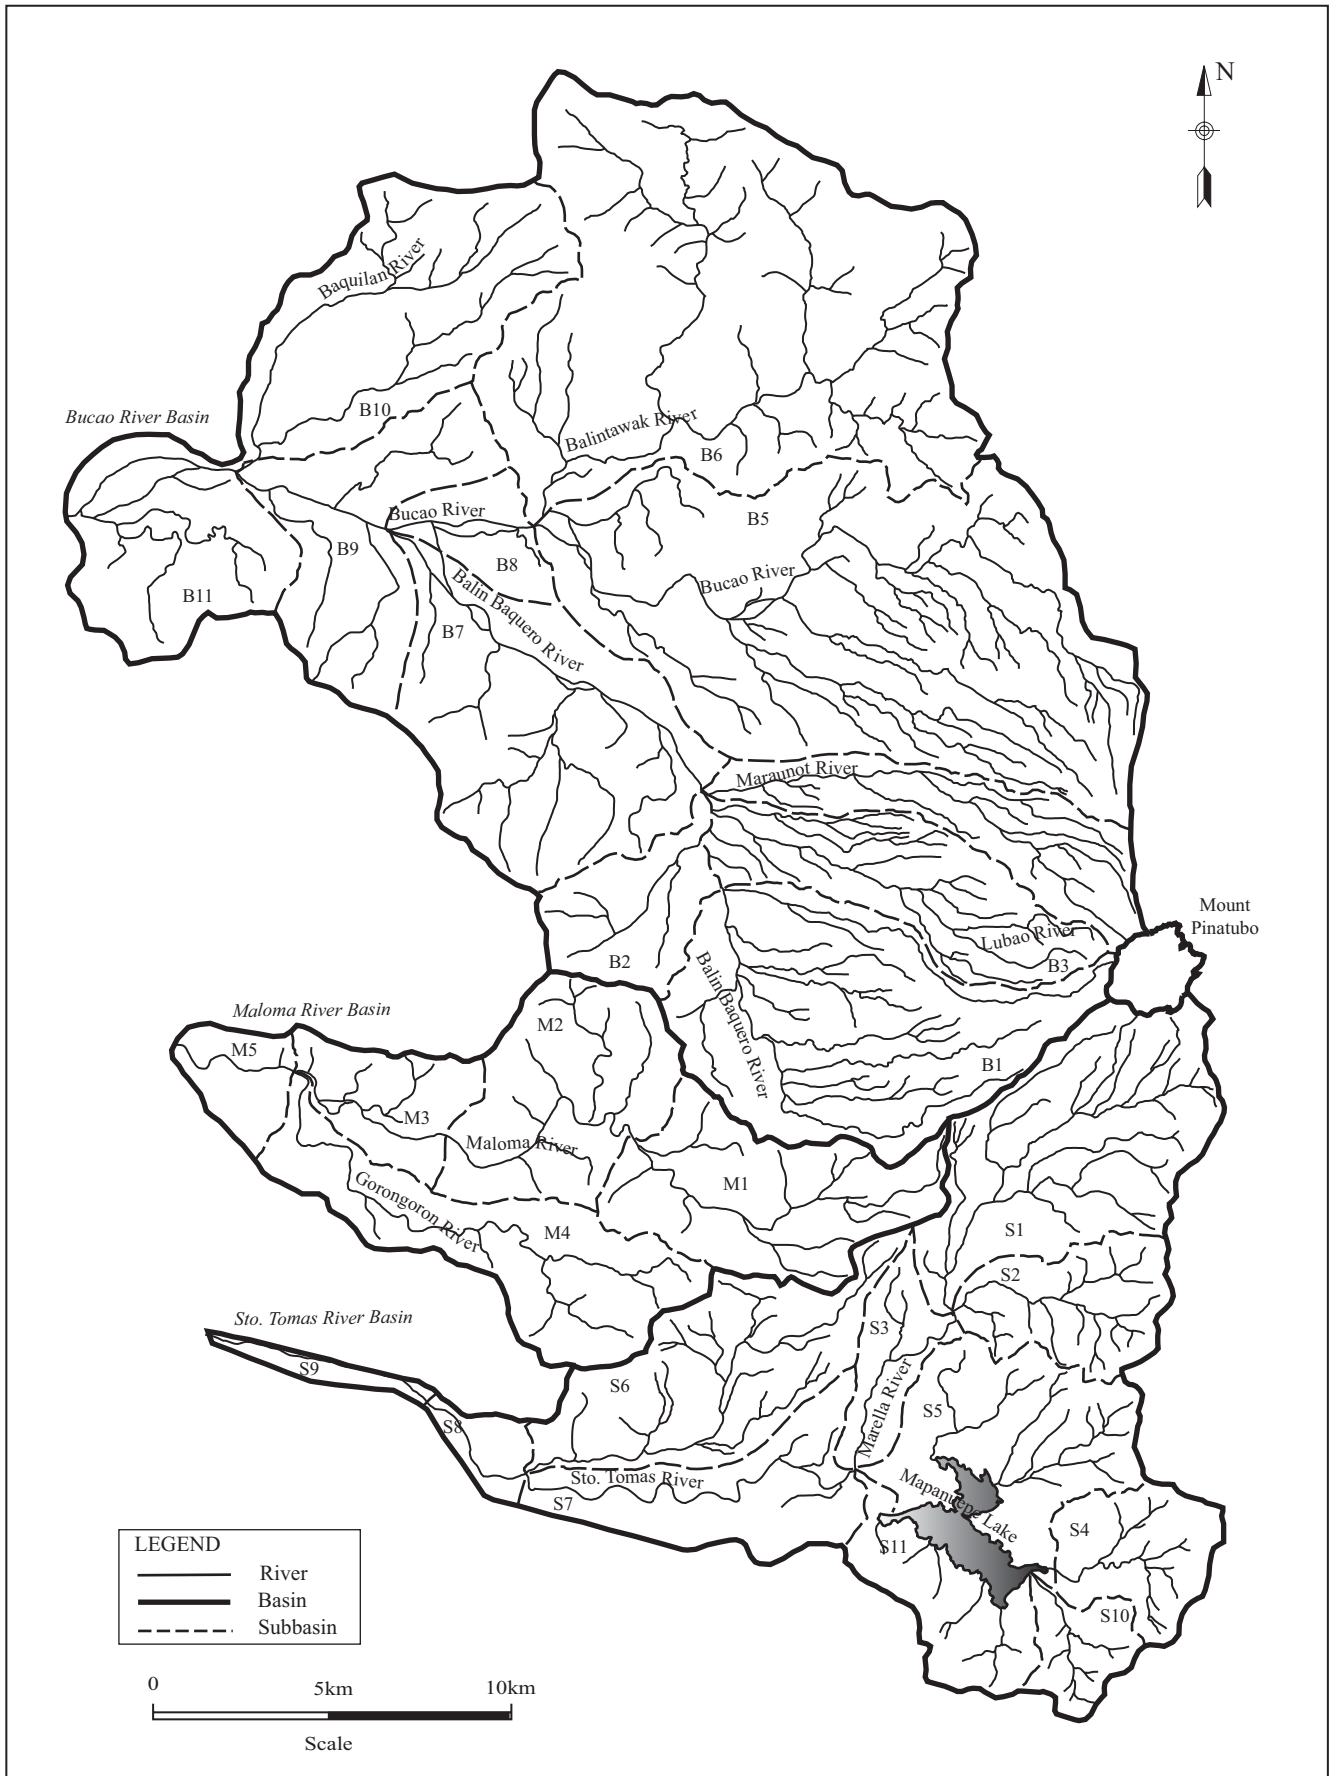 N
Baquilan River
Bucao River Basin
B10
Balintawak River
B6
Bucao River
B5
B9
B8
Bucao River
B11
Balin Baquero River
B7
Maraunot River
Mount
Pinatubo
Lubao River
B2
B3
Balin Baquero River
Maloma River Basin
M2
M5
B1
M3
Maloma River
M1
Gorongoron River
M4
S1
S2
Sto. Tomas River Basin
S3
S9
S6
Marella River
S5
S8
Sto. Tomas River
Mapanuepe Lake
S7
S4
S11
S10
LEGEND
River
Basin
Subbasin
0
5km
10km
Scale